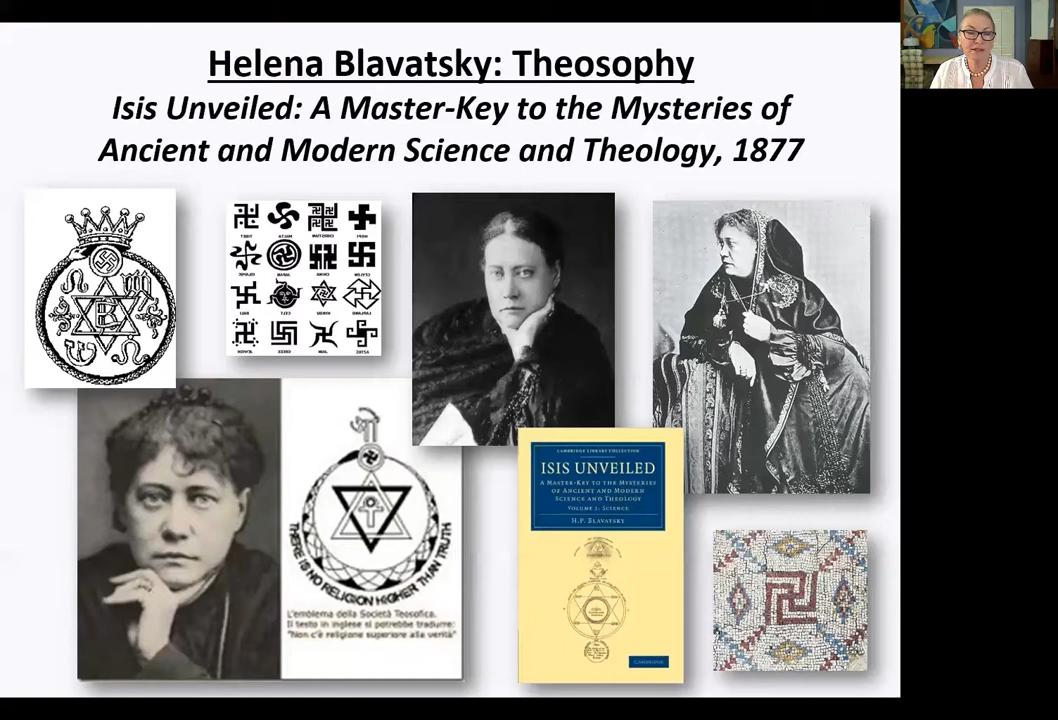 Helena Blavatsky: Theosophy
Isis Unveiled: A Master-Key to the Mysteries of
Ancient and Modern Science and Theology, 1877
THERE IS NO RELIGION HIGHER THAN TRUTH
L'emblema della Società Teosofica.
Il testo in inglese si potrebbe tradurre:
"Non c'è religione superiore alla verità"
CAMBRIDGE LIBRARY COLLECTION
ISIS UNVEILED
A MASTER-KEY TO THE MYSTERIES
OF ANCIENT AND MODERN
SCIENCE AND THEOLOGY
H.P. BLAVATSKY
CAMBRIDGE